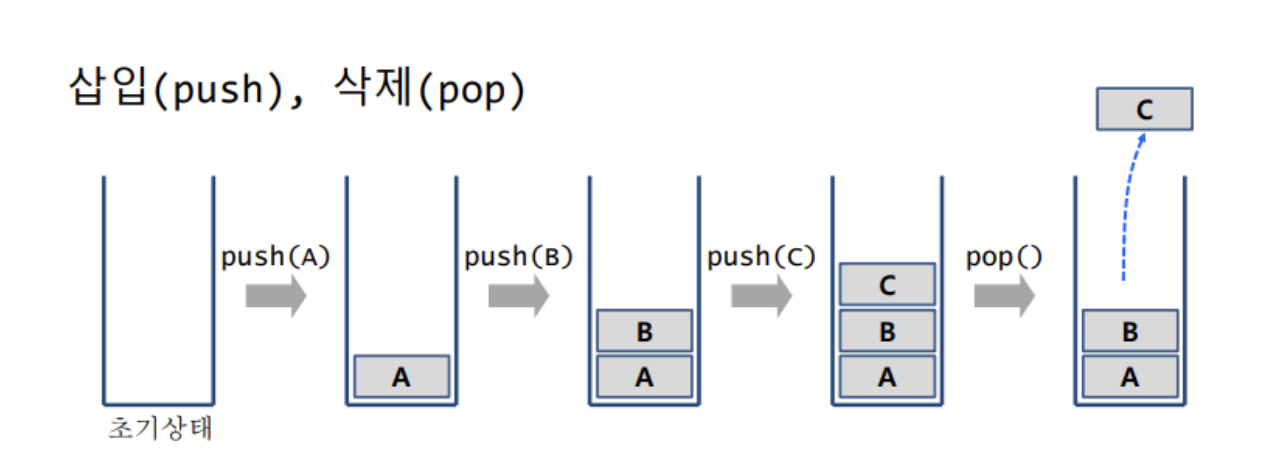 삽입(push), 삭제(pop)
C
push(A) push(B) push(C) pop()
C
B B B
A A A A
초기상태